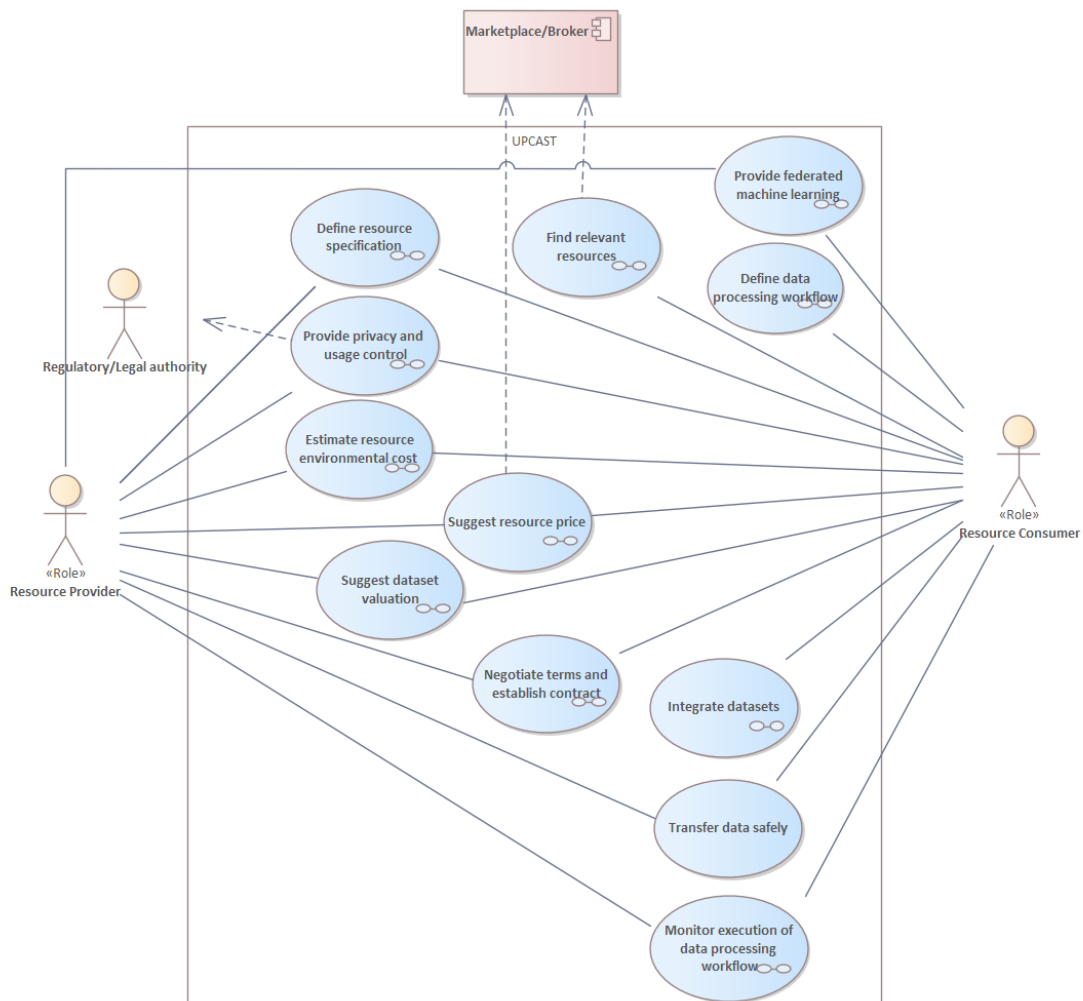 Marketplace/Broker
UPCAST
Provide federated
machine learning
Define resource
specification
Find relevant
resources
Define data
processing workflow
Regulatory/Legal authority
Provide privacy and
usage control
Estimate resource
environmental cost
Suggest resource price
«Role»
Resource Consumer
«Role»
Resource Provider
Suggest dataset
valuation
Negotiate terms and
establish contract
Integrate datasets
Transfer data safely
Monitor execution of
data processing
workflow